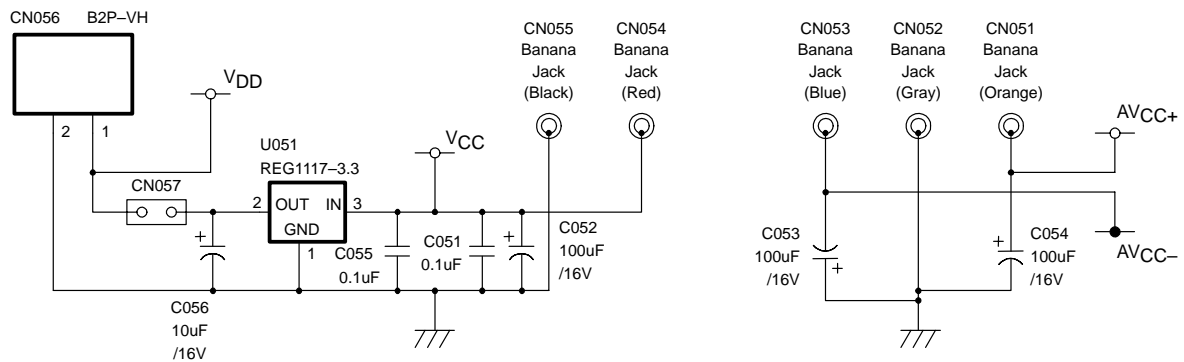 CN056 B2P–VH
2 1
VDD
CN057
U051
REG1117–3.3
2 OUT IN 3
GND
1
+
C056
10uF
/16V
C055
0.1uF
VCC
C051
0.1uF
+
C052
100uF
/16V
CN055
Banana
Jack
(Black)
CN054
Banana
Jack
(Red)
CN053
Banana
Jack
(Blue)
CN052
Banana
Jack
(Gray)
CN051
Banana
Jack
(Orange)
AVCC+
AVCC–
C053
100uF
/16V
+
+
C054
100uF
/16V